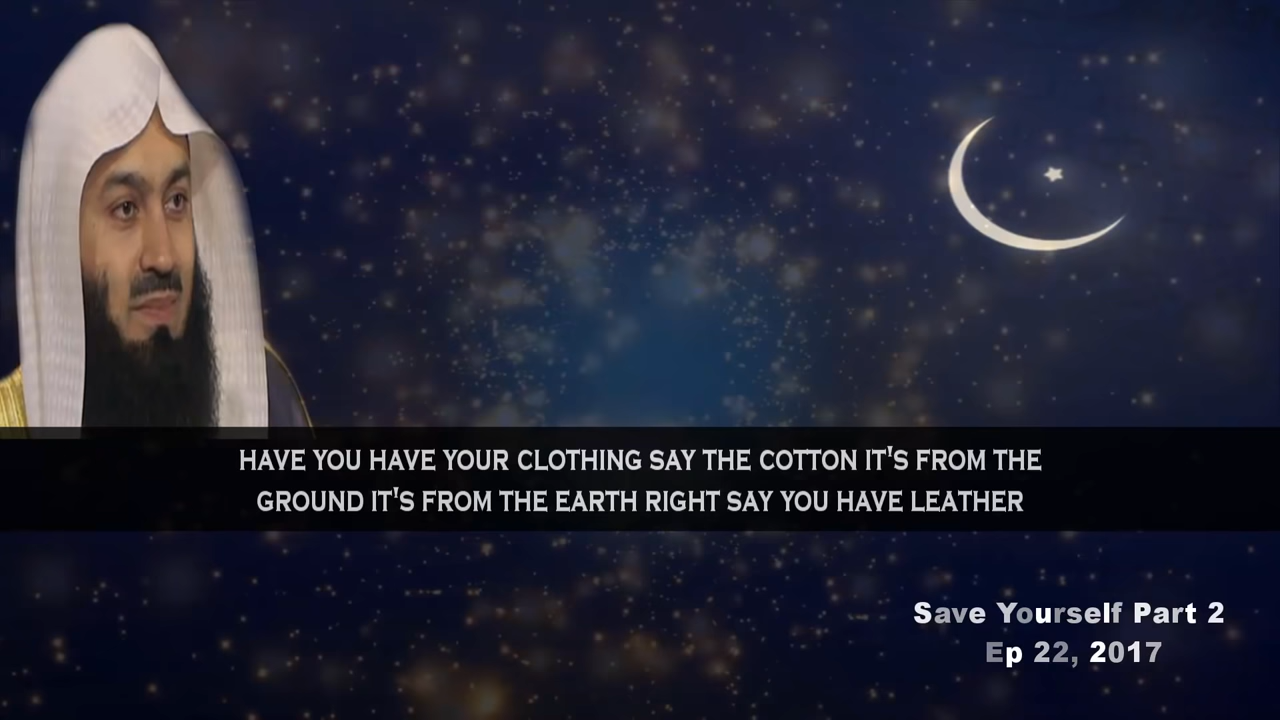 HAVE YOU HAVE YOUR CLOTHING SAY THE COTTON IT'S FROM THE
GROUND IT'S FROM THE EARTH RIGHT SAY YOU HAVE LEATHER
Save Yourself Part 2
Ep 22, 2017